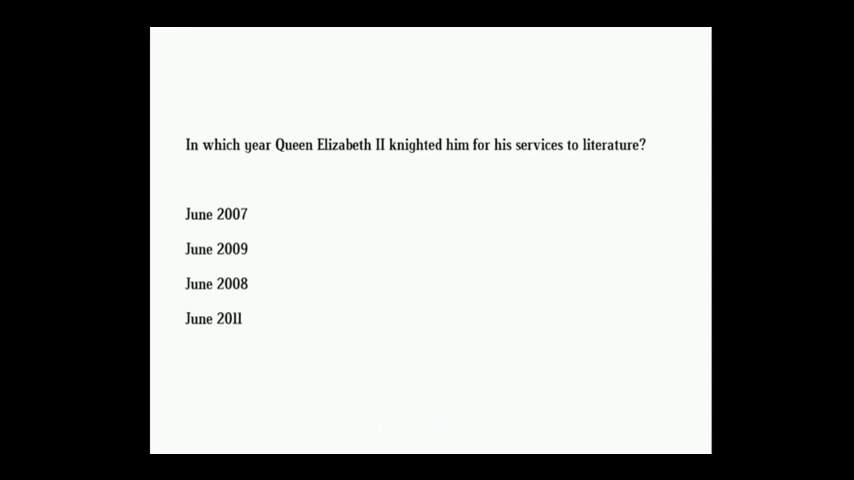 In which year Queen Elizabeth II knighted him for his services to literature?
June 2007
June 2009
June 2008
June 2011